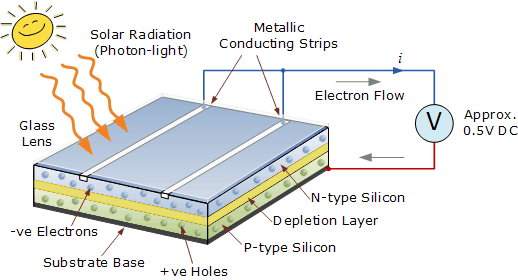 Solar Radiation
(Photon-light)
Metallic
Conducting Strips
i
Electron Flow
Glass
Lens
V
Approx.
0.5V DC
N-type Silicon
Depletion Layer
P-type Silicon
-ve Electrons
Substrate Base
+ve Holes